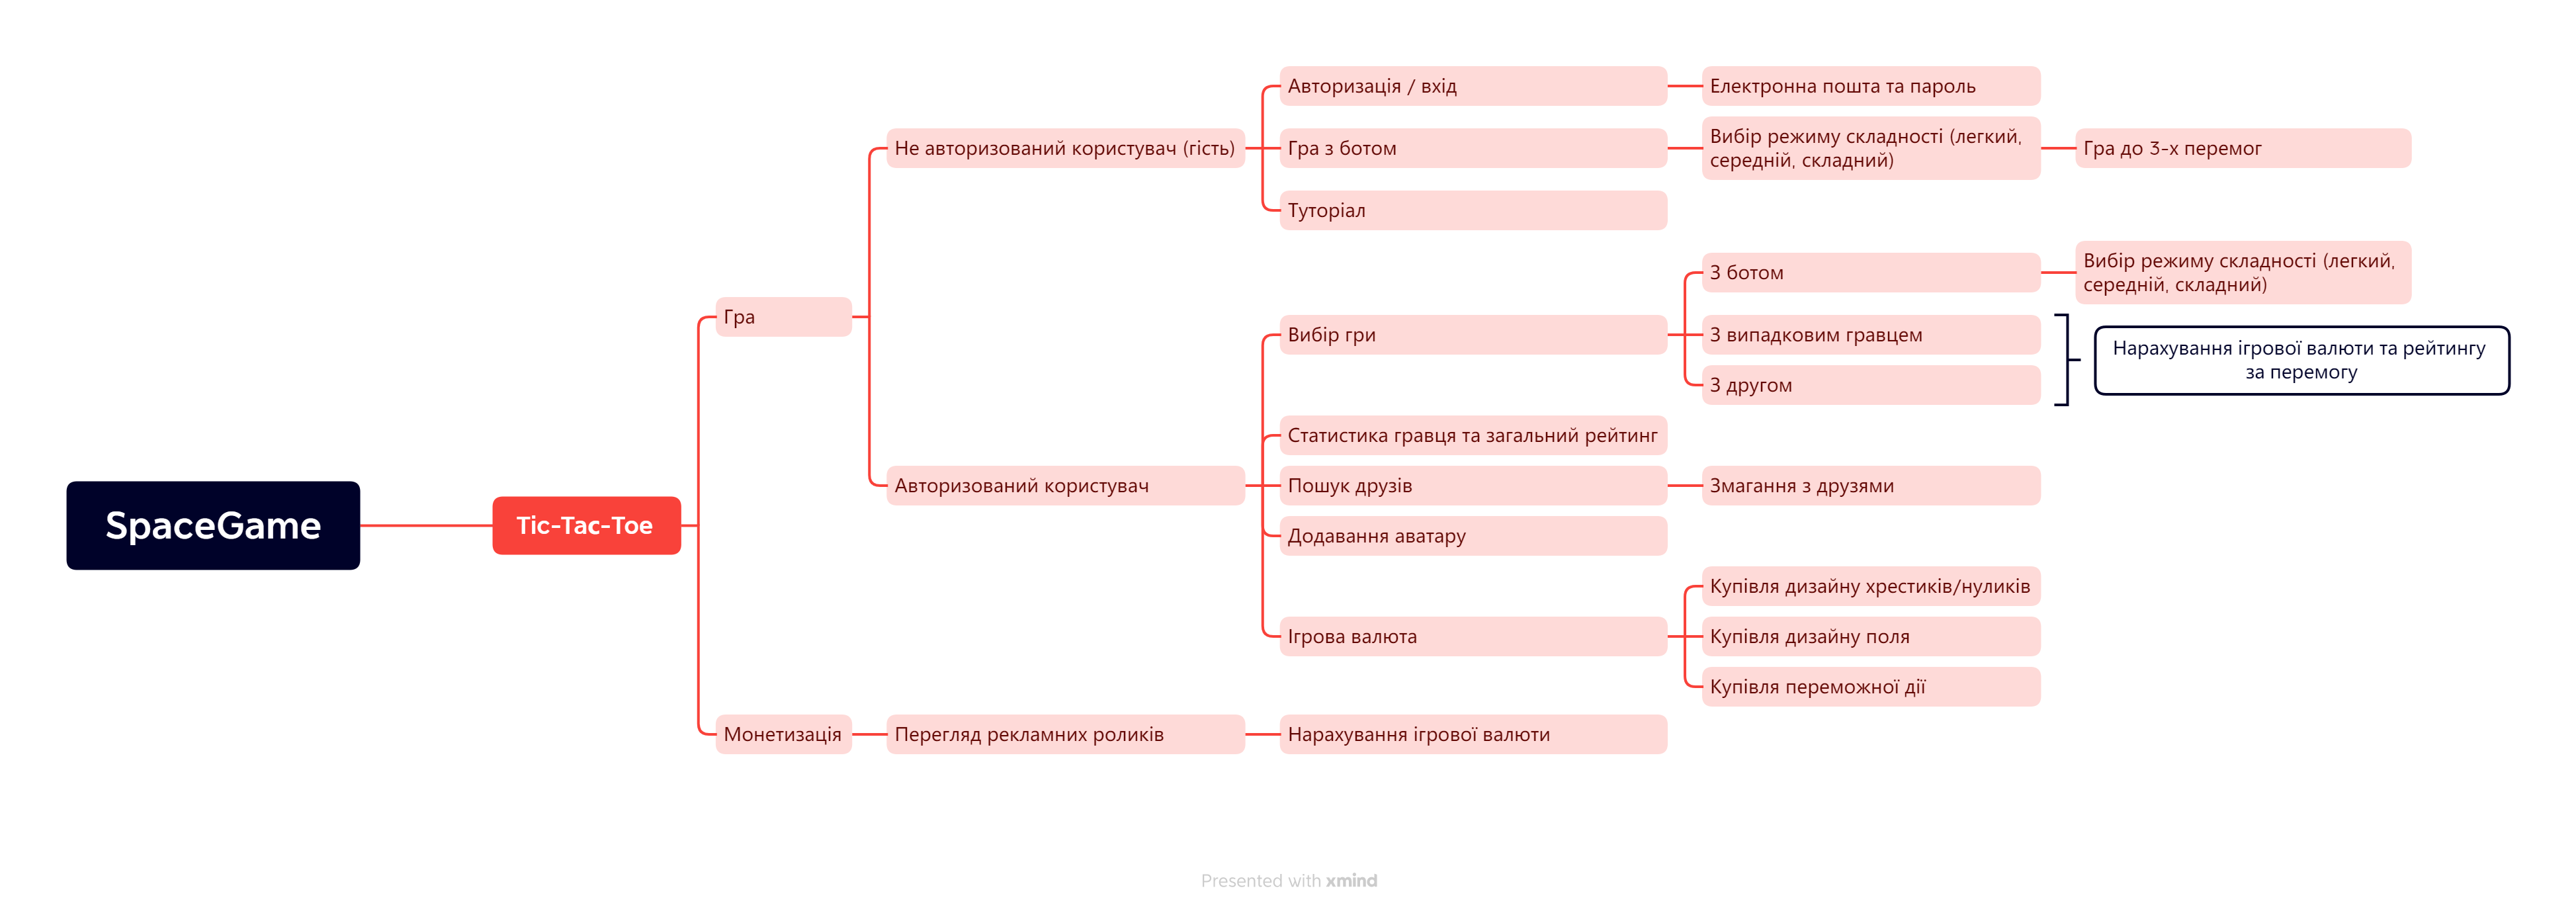 SpaceGame
Tic-Tac-Toe
Гра
Не авторизований користувач (гість)
Авторизація / вхід
Електронна пошта та пароль
Гра з ботом
Вибір режиму складності (легкий,
середній, складний)
Гра до 3-х перемог
Туторіал
Авторизований користувач
Вибір гри
З ботом
Вибір режиму складності (легкий,
середній, складний)
З випадковим гравцем
З другом
Нарахування ігрової валюти та рейтингу
за перемогу
Статистика гравця та загальний рейтинг
Пошук друзів
Змагання з друзями
Додавання аватару
Ігрова валюта
Купівля дизайну хрестиків/нуликів
Купівля дизайну поля
Купівля переможної дії
Монетизація
Перегляд рекламних роликів
Нарахування ігрової валюти
Presented with xmind